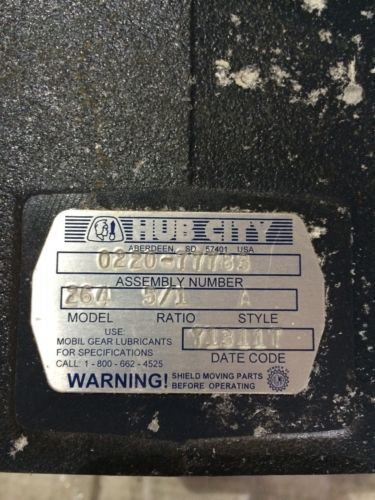 HUB CITY
ABERDEEN, SD 57401 USA
ASSEMBLY NUMBER
264 5/1 A
MODEL RATIO STYLE
USE:
MOBIL GEAR LUBRICANTS
FOR SPECIFICATIONS
CALL: 1-800-662-4525
DATE CODE
WARNING! SHIELD MOVING PARTS
BEFORE OPERATING